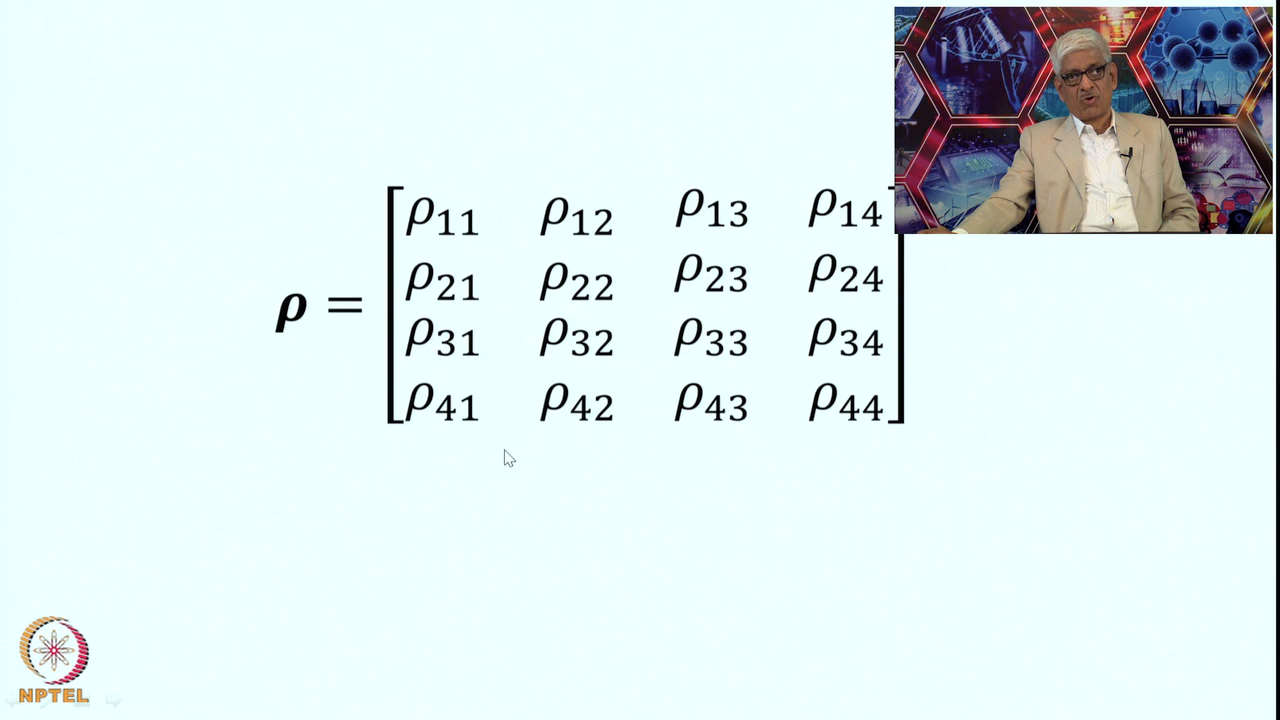 ρ = [ ρ11 ρ12 ρ13 ρ14
ρ21 ρ22 ρ23 ρ24
ρ31 ρ32 ρ33 ρ34
ρ41 ρ42 ρ43 ρ44 ]
NPTEL